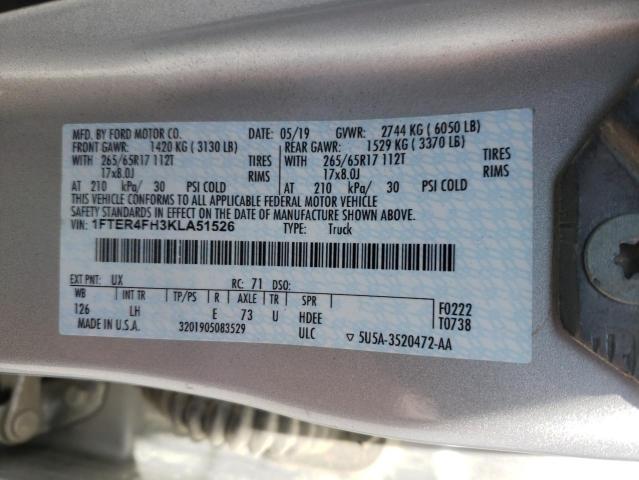 MFD. BY FORD MOTOR CO.
DATE: 05/19 GVWR: 2744 KG ( 6050 LB)
FRONT GAWR: 1420 KG ( 3130 LB)
REAR GAWR: 1529 KG ( 3370 LB)
WITH 265/65R17 112T TIRES
WITH 265/65R17 112T TIRES
17x8.0J RIMS
17x8.0J RIMS
AT 210 kPa/ 30 PSI COLD
AT 210 kPa/ 30 PSI COLD
THIS VEHICLE CONFORMS TO ALL APPLICABLE FEDERAL MOTOR VEHICLE
SAFETY STANDARDS IN EFFECT ON THE DATE OF MANUFACTURE SHOWN ABOVE.
VIN: 1FTER4FH3KLA51526 TYPE: Truck
EXT PNT: UX RC: 71 DSO:
WB INT TR TP/PS R AXLE TR SPR
126 LH E 73 U HDEE
ULC
F0222
T0738
MADE IN U.S.A. 3201905083529
▽ 5U5A-3520472-AA